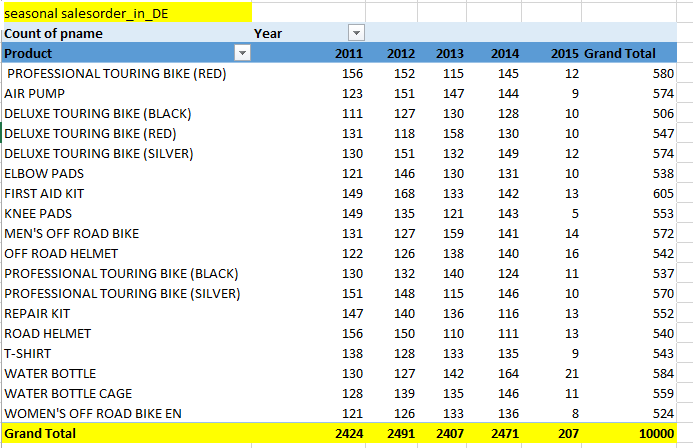 seasonal salesorder_in_DE
Count of pname Year
Product 2011 2012 2013 2014 2015 Grand Total
PROFESSIONAL TOURING BIKE (RED) 156 152 115 145 12 580
AIR PUMP 123 151 147 144 9 574
DELUXE TOURING BIKE (BLACK) 111 127 130 128 10 506
DELUXE TOURING BIKE (RED) 131 118 158 130 10 547
DELUXE TOURING BIKE (SILVER) 130 151 132 149 12 574
ELBOW PADS 121 146 130 131 10 538
FIRST AID KIT 149 168 133 142 13 605
KNEE PADS 149 135 121 143 5 553
MEN'S OFF ROAD BIKE 131 127 159 141 14 572
OFF ROAD HELMET 122 126 138 140 16 542
PROFESSIONAL TOURING BIKE (BLACK) 130 132 140 124 11 537
PROFESSIONAL TOURING BIKE (SILVER) 151 148 115 146 10 570
REPAIR KIT 147 140 136 116 13 552
ROAD HELMET 156 150 110 111 13 540
T-SHIRT 138 128 133 135 9 543
WATER BOTTLE 130 127 142 164 21 584
WATER BOTTLE CAGE 128 139 135 146 11 559
WOMEN'S OFF ROAD BIKE EN 121 126 133 136 8 524
Grand Total 2424 2491 2407 2471 207 10000